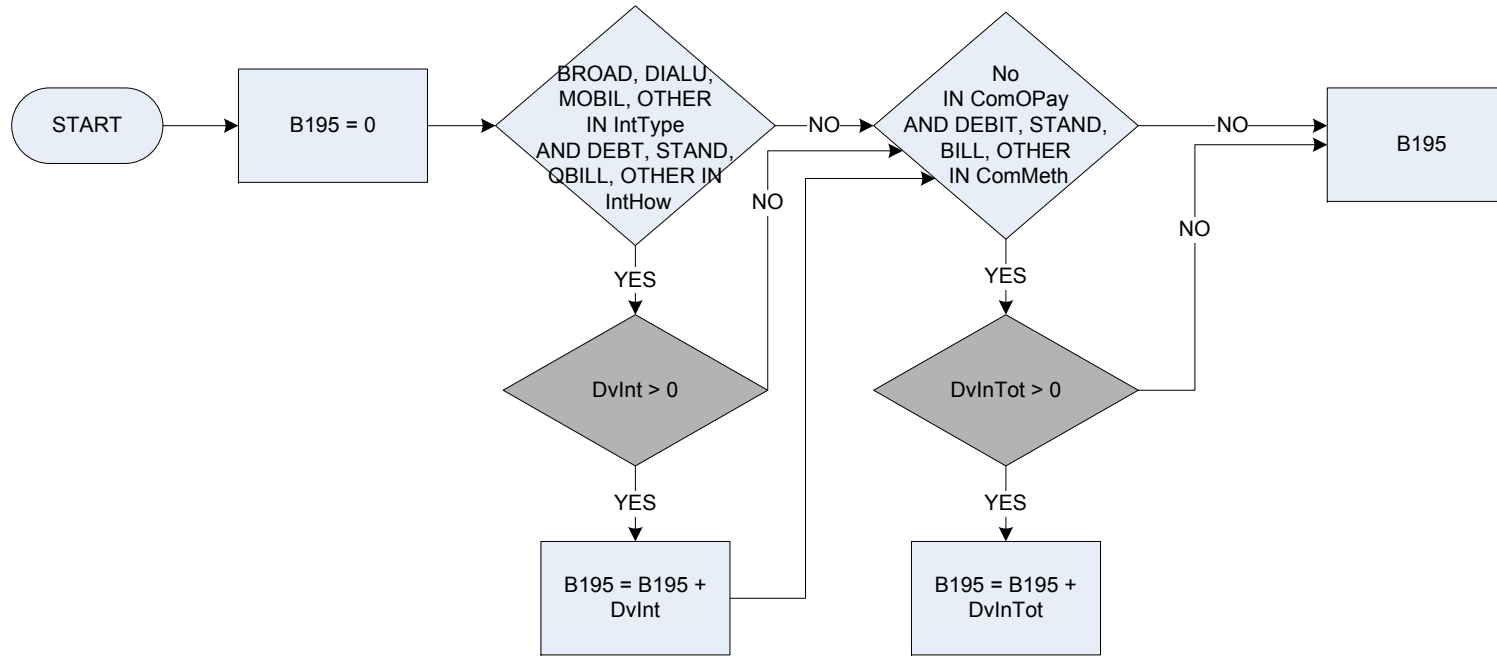 START
B195 = 0
BROAD, DIALU,
MOBIL, OTHER
IN IntType
AND DEBT, STAND,
QBILL, OTHER IN
IntHow
NO
No
IN ComOPay
AND DEBIT, STAND,
BILL, OTHER
IN ComMeth
NO
B195
NO
NO
YES
YES
DvInt > 0
DvInTot > 0
YES
YES
B195 = B195 +
DvInt
B195 = B195 +
DvInTot